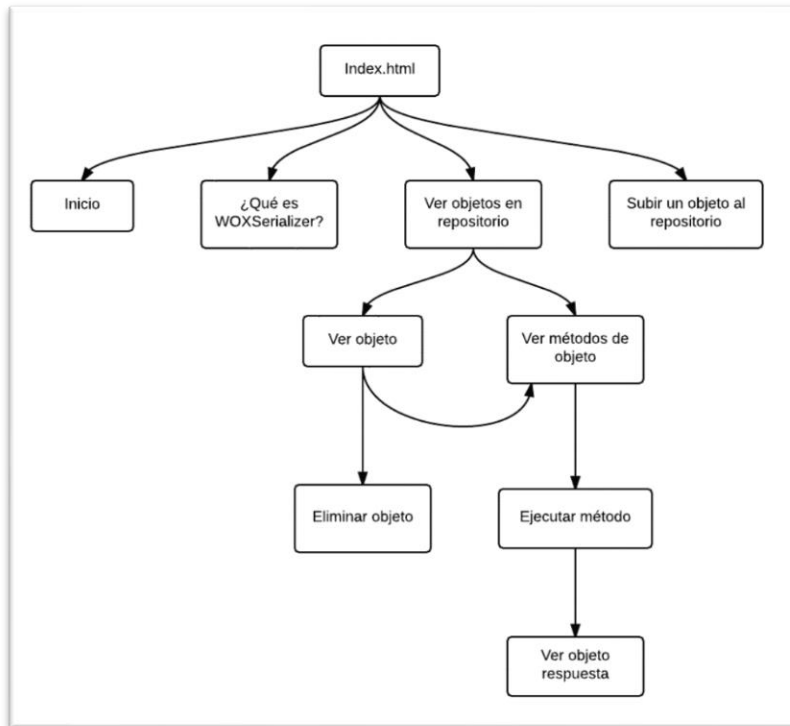 Index.html
Inicio
¿Qué es
WOXSerializer?
Ver objetos en
repositorio
Subir un objeto al
repositorio
Ver objeto
Ver métodos de
objeto
Eliminar objeto
Ejecutar método
Ver objeto
respuesta